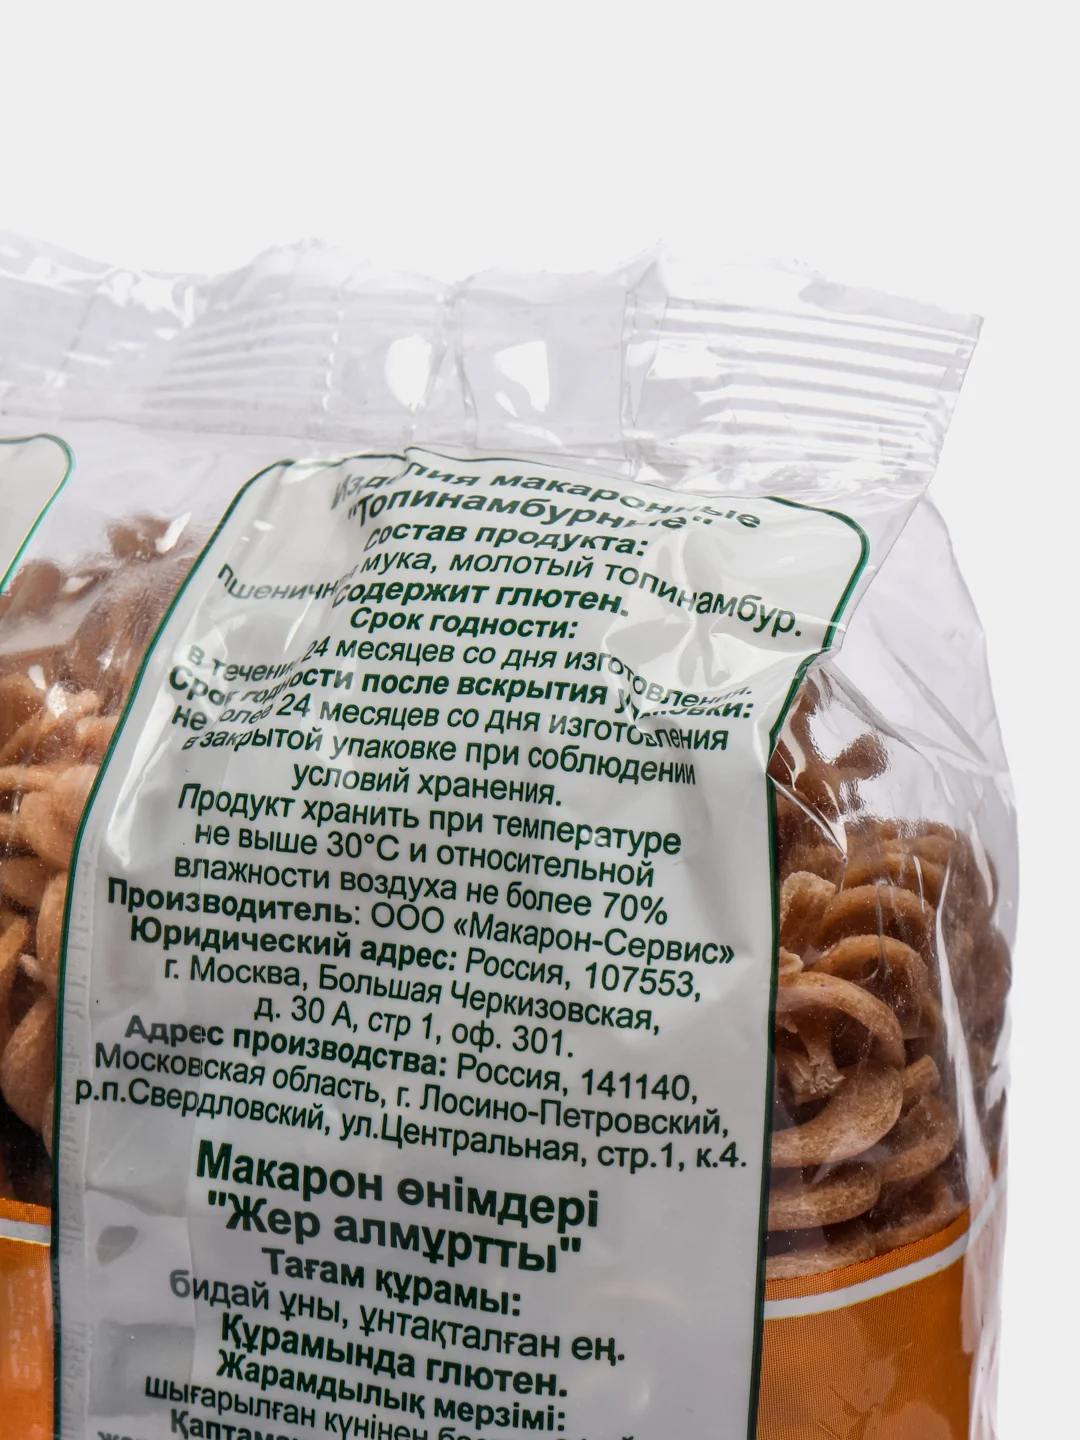 Изделия макаронные
"Топинамбурные"
Состав продукта:
пшеничная мука, молотый топинамбур.
Содержит глютен.
Срок годности:
в течение 24 месяцев со дня изготовления.
Срок годности после вскрытия упаковки:
не более 24 месяцев со дня изготовления
в закрытой упаковке при соблюдении
условий хранения.
Продукт хранить при температуре
не выше 30°С и относительной
влажности воздуха не более 70%
Производитель: ООО «Макарон-Сервис»
Юридический адрес: Россия, 107553,
г. Москва, Большая Черкизовская,
д. 30 А, стр 1, оф. 301.
Адрес производства: Россия, 141140,
Московская область, г. Лосино-Петровский,
р.п.Свердловский, ул.Центральная, стр.1, к.4.
Макарон өнімдері
"Жер алмұртты"
Тағам құрамы:
бидай ұны, ұнтақталған ең.
Құрамында глютен.
Жарамдылық мерзімі:
шығарылған күнінен